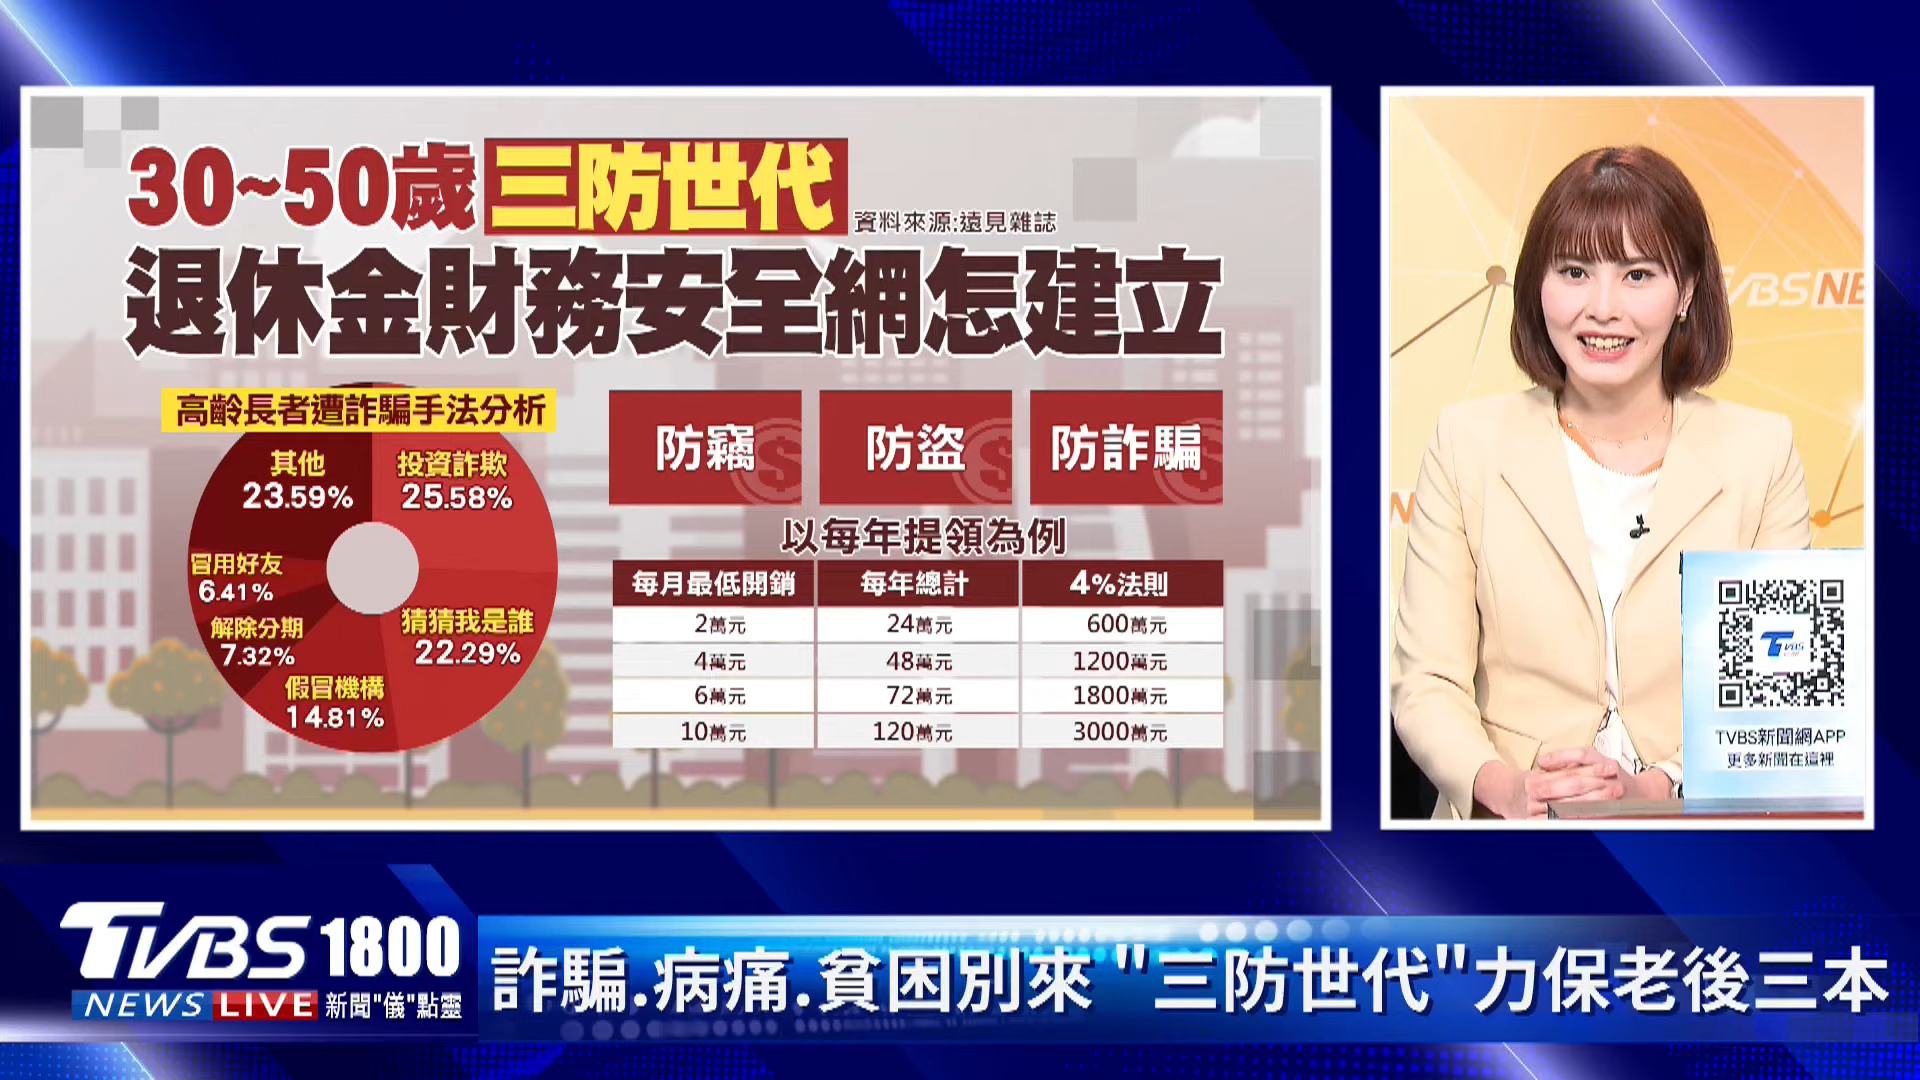 30~50歲三防世代
資料來源:遠見雜誌
退休金財務安全網怎建立
高齡長者遭詐騙手法分析
其他
23.59%
投資詐欺
25.58%
冒用好友
6.41%
解除分期
7.32%
假冒機構
14.81%
猜猜我是誰
22.29%
防竊 防盜 防詐騙
以每年提領為例
每月最低開銷 每年總計 4%法則
2萬元 24萬元 600萬元
4萬元 48萬元 1200萬元
6萬元 72萬元 1800萬元
10萬元 120萬元 3000萬元
TVBS NE
N
TVBS
TVBS新聞網APP
更多新聞在這裡
TVBS 1800
NEWS LIVE 新聞"儀"點靈
詐騙.病痛.貧困別來 "三防世代"力保老後三本